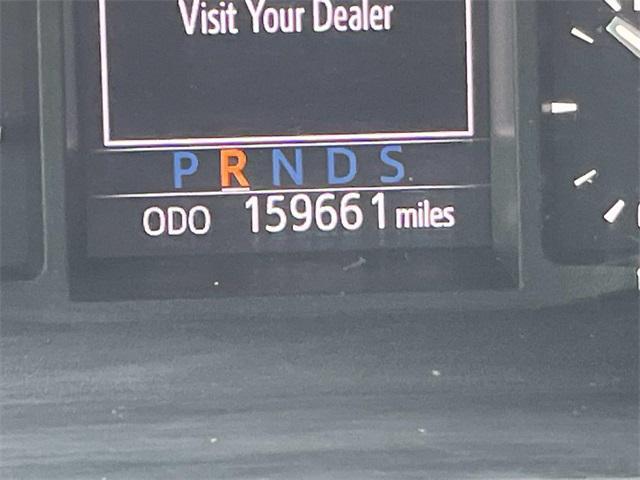 Visit Your Dealer
P R N D S
ODO 159661 miles